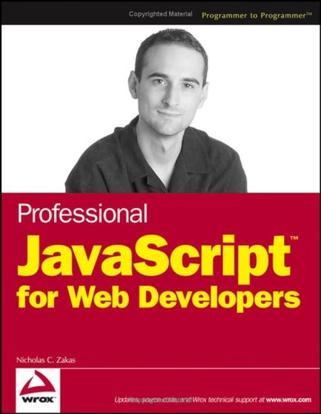 Copyrighted Material
Programmer to Programmer™
Professional
JavaScript™
for Web Developers
Nicholas C. Zakas
wrox™
Updates, source code, and Wrox technical support at www.wrox.com